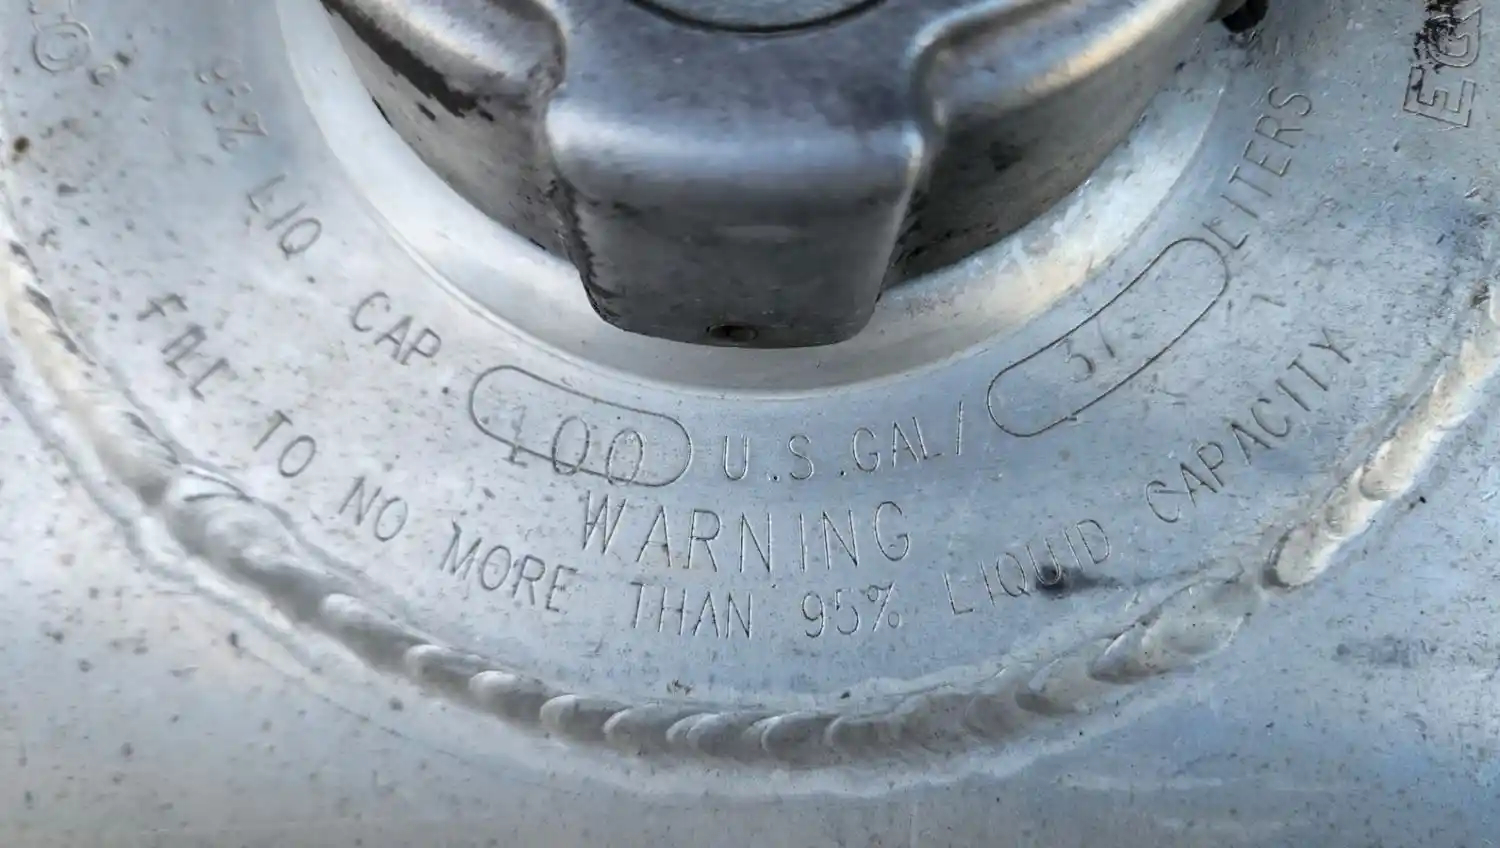 LIQ CAP 100 U.S.GAL/ 37 LITERS
WARNING
FILL TO NO MORE THAN 95% LIQUID CAPACITY